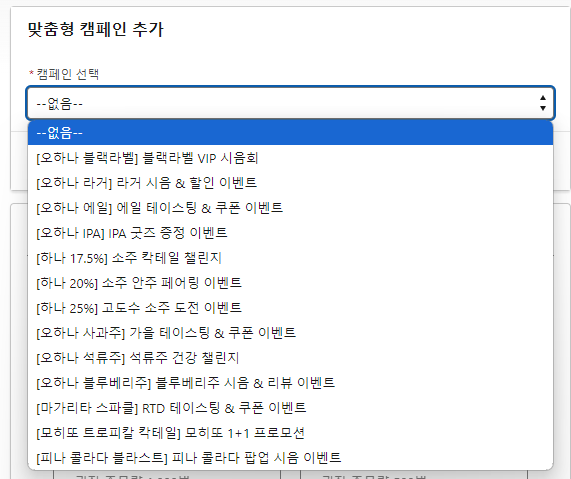 맞춤형 캠페인 추가
*캠페인 선택
--없음--
--없음--
[오하나 블랙라벨] 블랙라벨 VIP 시음회
[오하나 라거] 라거 시음 & 할인 이벤트
[오하나 에일] 에일 테이스팅 & 쿠폰 이벤트
[오하나 IPA] IPA 굿즈 증정 이벤트
[하나 17.5%] 소주 칵테일 챌린지
[하나 20%] 소주 안주 페어링 이벤트
[하나 25%] 고도수 소주 도전 이벤트
[오하나 사과주] 가을 테이스팅 & 쿠폰 이벤트
[오하나 석류주] 석류주 건강 챌린지
[오하나 블루베리주] 블루베리주 시음 & 리뷰 이벤트
[마가리타 스파클] RTD 테이스팅 & 쿠폰 이벤트
[모히또 트로피칼 칵테일] 모히또 1+1 프로모션
[피나 콜라다 블라스트] 피나 콜라다 팝업 시음 이벤트